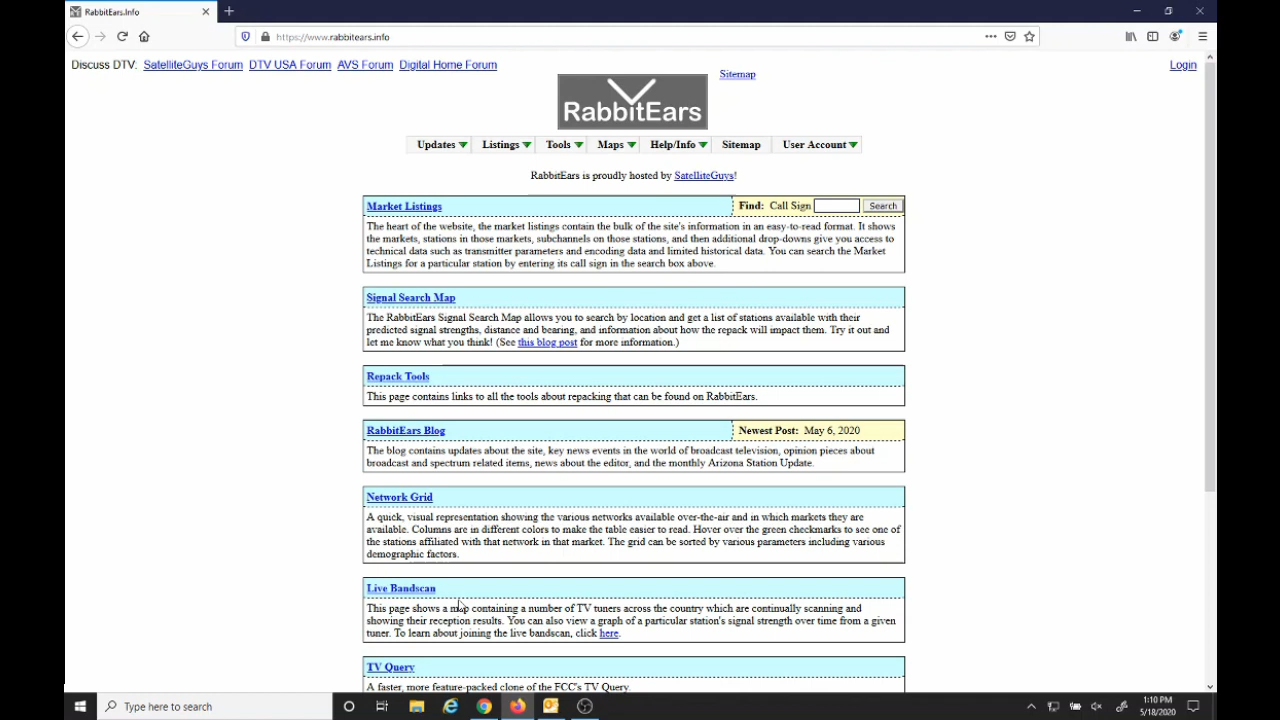 RabbitEars.Info
https://www.rabbitears.info
Discuss DTV: SatelliteGuys Forum DTV USA Forum AVS Forum Digital Home Forum
Sitemap
Login
RabbitEars
Updates Listings Tools Maps Help/Info Sitemap User Account
RabbitEars is proudly hosted by SatelliteGuys!
Market Listings
Find: Call Sign Search
The heart of the website, the market listings contain the bulk of the site's information in an easy-to-read format. It shows
the markets, stations in those markets, subchannels on those stations, and then additional drop-downs give you access to
technical data such as transmitter parameters and encoding data and limited historical data. You can search the Market
Listings for a particular station by entering its call sign in the search box above.
Signal Search Map
The RabbitEars Signal Search Map allows you to search by location and get a list of stations available with their
predicted signal strengths, distance and bearing, and information about how the repack will impact them. Try it out and
let me know what you think! (See this blog post for more information.)
Repack Tools
This page contains links to all the tools about repacking that can be found on RabbitEars.
RabbitEars Blog
Newest Post: May 6, 2020
The blog contains updates about the site, key news events in the world of broadcast television, opinion pieces about
broadcast and spectrum related items, news about the editor, and the monthly Arizona Station Update.
Network Grid
A quick, visual representation showing the various networks available over-the-air and in which markets they are
available. Columns are in different colors to make the table easier to read. Hover over the green checkmarks to see one of
the stations affiliated with that network in that market. The grid can be sorted by various parameters including various
demographic factors.
Live Bandscan
This page shows a map containing a number of TV tuners across the country which are continually scanning and
showing their reception results. You can also view a graph of a particular station's signal strength over time from a given
tuner. To learn about joining the live bandscan, click here.
TV Query
A faster, more feature-packed clone of the FCC's TV Query.
Type here to search
1:10 PM
5/18/2020